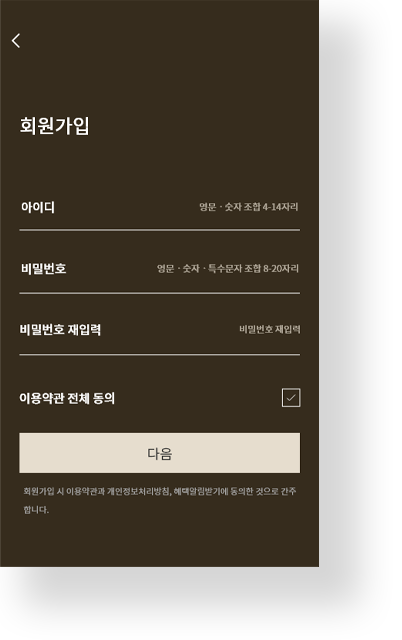 회원가입
아이디 영문 · 숫자 조합 4-14자리
비밀번호 영문 · 숫자 · 특수문자 조합 8-20자리
비밀번호 재입력 비밀번호 재입력
이용약관 전체 동의
다음
회원가입 시 이용약관과 개인정보처리방침, 혜택알림받기에 동의한 것으로 간주
합니다.